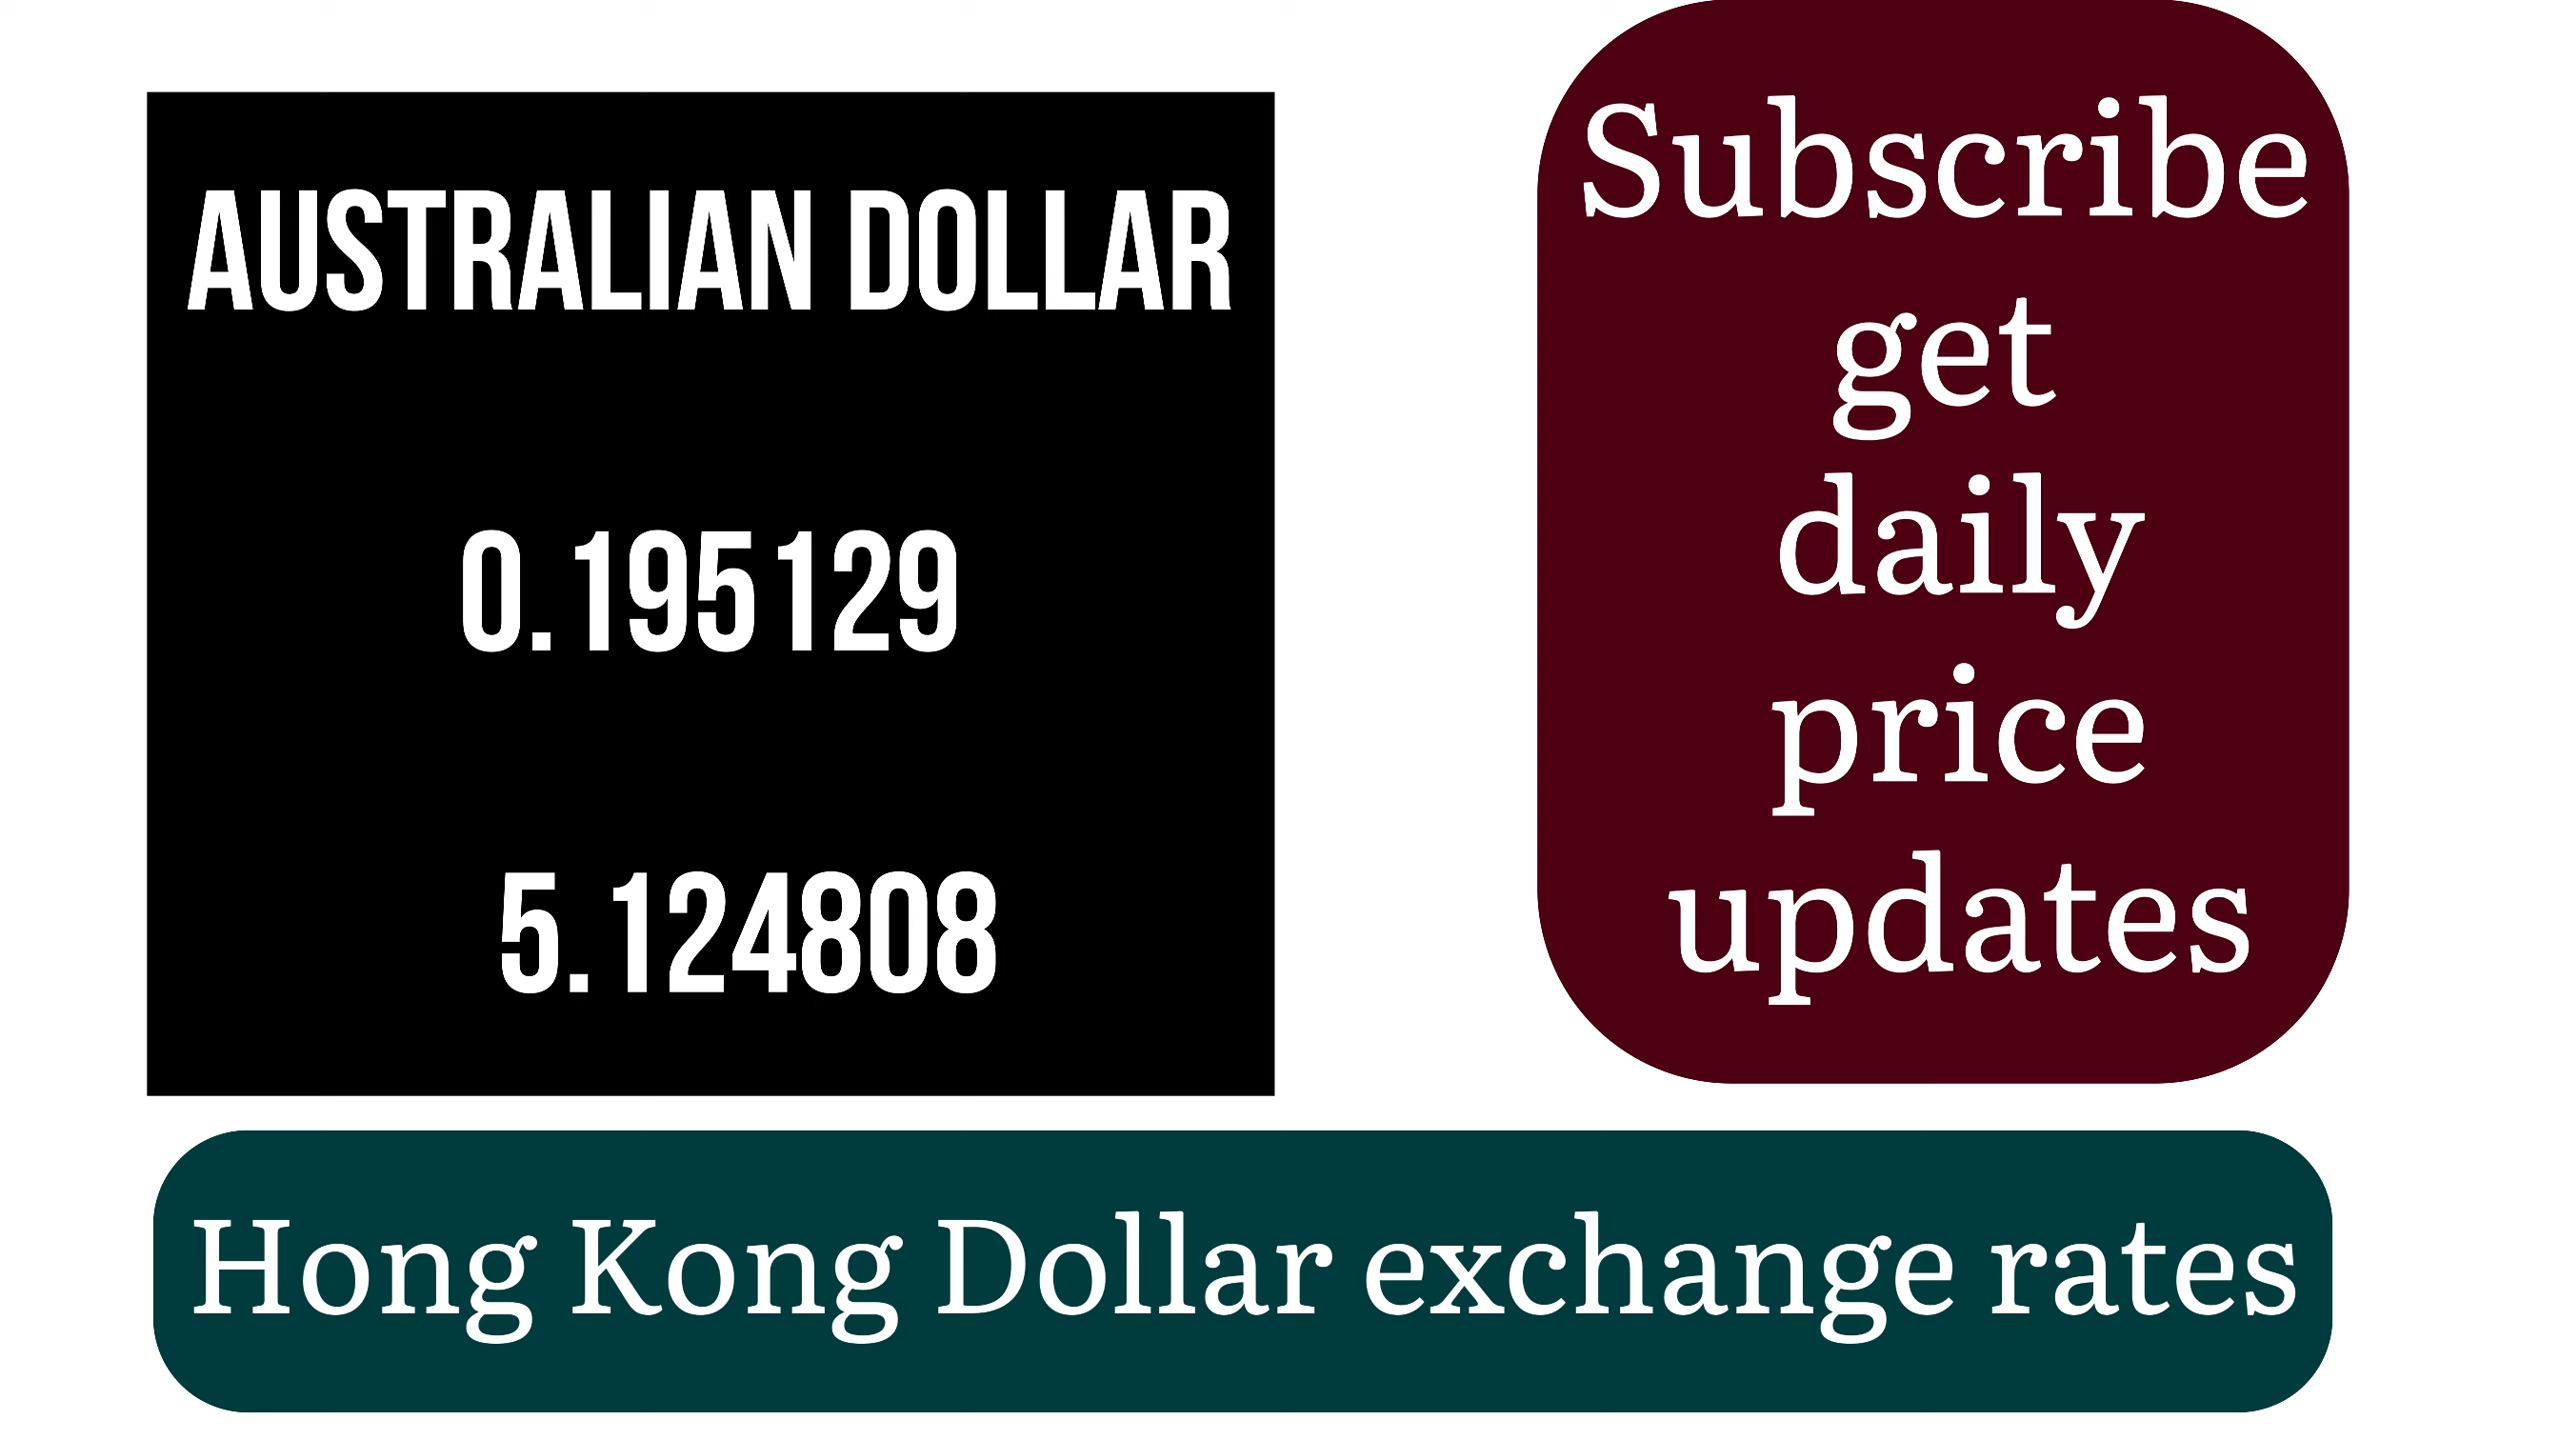 AUSTRALIAN DOLLAR
0.195129
5.124808
Subscribe
get
daily
price
updates
Hong Kong Dollar exchange rates